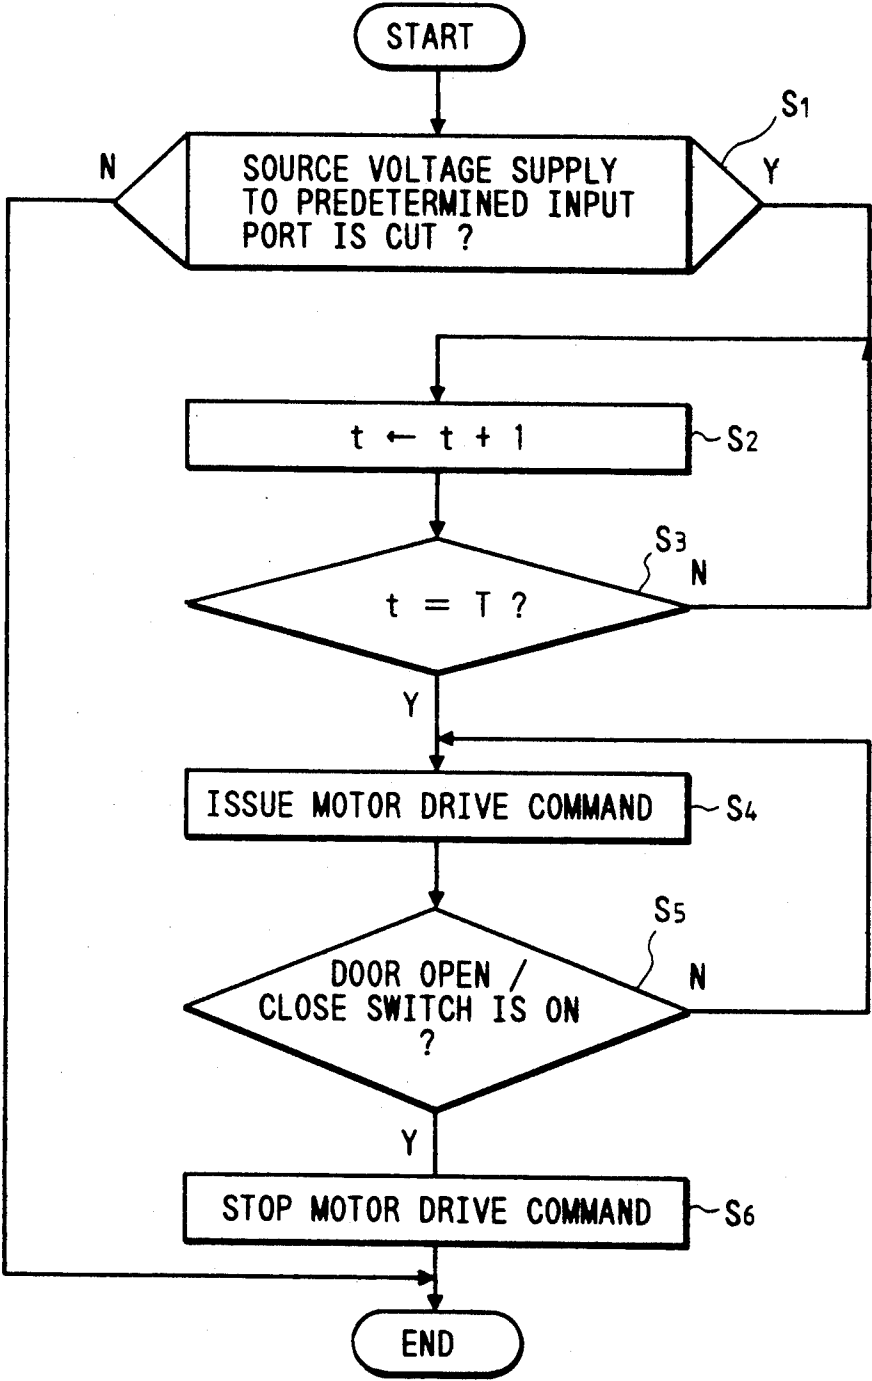 START
S1
N
Y
SOURCE VOLTAGE SUPPLY
TO PREDETERMINED INPUT
PORT IS CUT ?
t ← t + 1
S2
S3
N
t = T ?
Y
ISSUE MOTOR DRIVE COMMAND
S4
S5
N
DOOR OPEN /
CLOSE SWITCH IS ON
?
Y
STOP MOTOR DRIVE COMMAND
S6
END